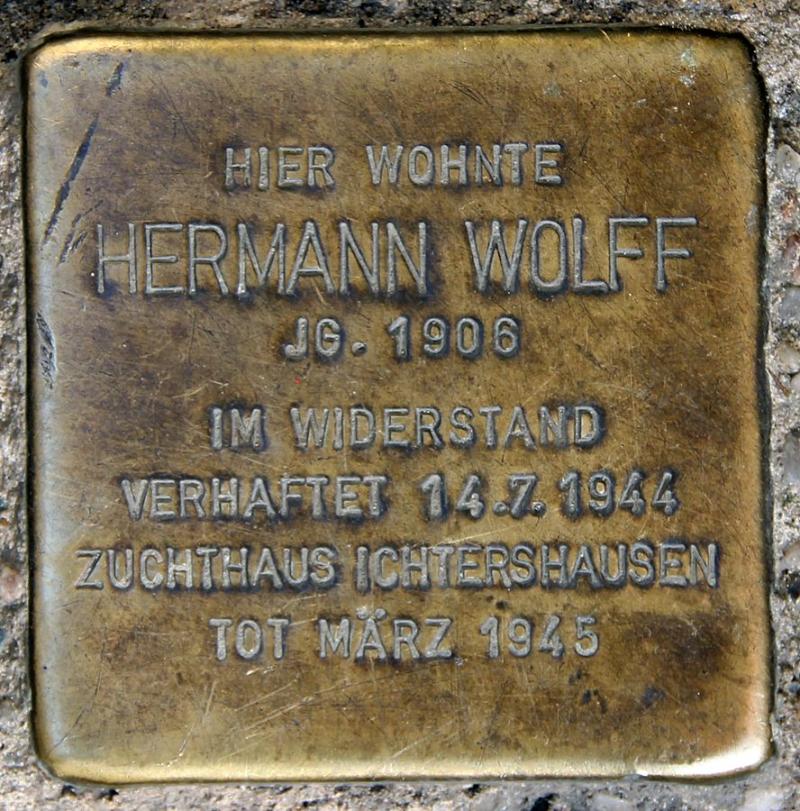 HIER WOHNTE
HERMANN WOLFF
JG. 1906
IM WIDERSTAND
VERHAFTET 14.7.1944
ZUCHTHAUS ICHTERSHAUSEN
TOT MÄRZ 1945